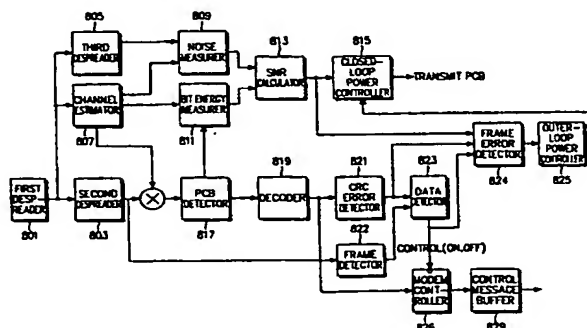 805
809
813
815
THIRD
DESPREADER
NOISE
MEASURER
SNR
CALCULATOR
CLOSED-
LOOP
POWER
CONTROLLER
TRANSMIT PCB
CHANNEL
ESTIMATOR
BIT ENERGY
MEASURER
807
811
819
821
823
FRAME
ERROR
DETECTOR
OUTER-
LOOP POWER
CONTROLLER
824
825
FIRST
DESP-
READER
SECOND
DESPREADER
PCB
DETECTOR
DECODER
CRC ERROR
DETECTOR
DATA
DETECTOR
801
803
817
822
FRAME
DETECTOR
CONTROL(ON,OFF)
MODEM
CONT-
ROLLER
CONTROL
MESSAGE
BUFFER
826
829